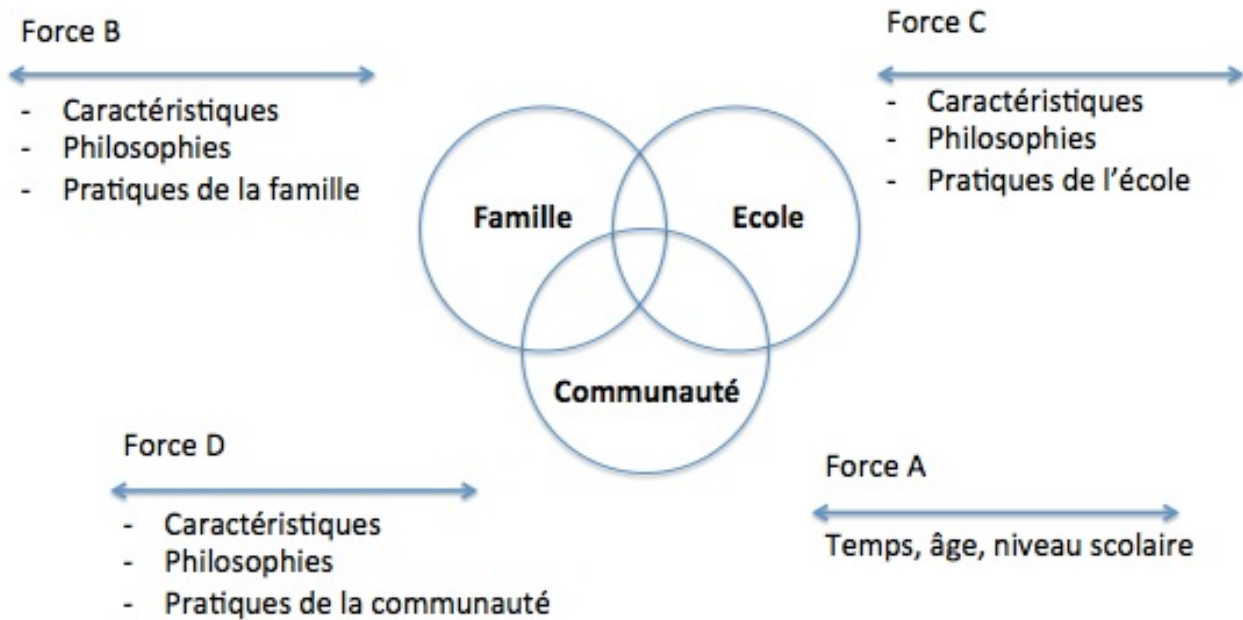 Force B
- Caractéristiques
- Philosophies
- Pratiques de la famille
Force C
- Caractéristiques
- Philosophies
- Pratiques de l'école
Famille
Ecole
Communauté
Force D
- Caractéristiques
- Philosophies
- Pratiques de la communauté
Force A
Temps, âge, niveau scolaire